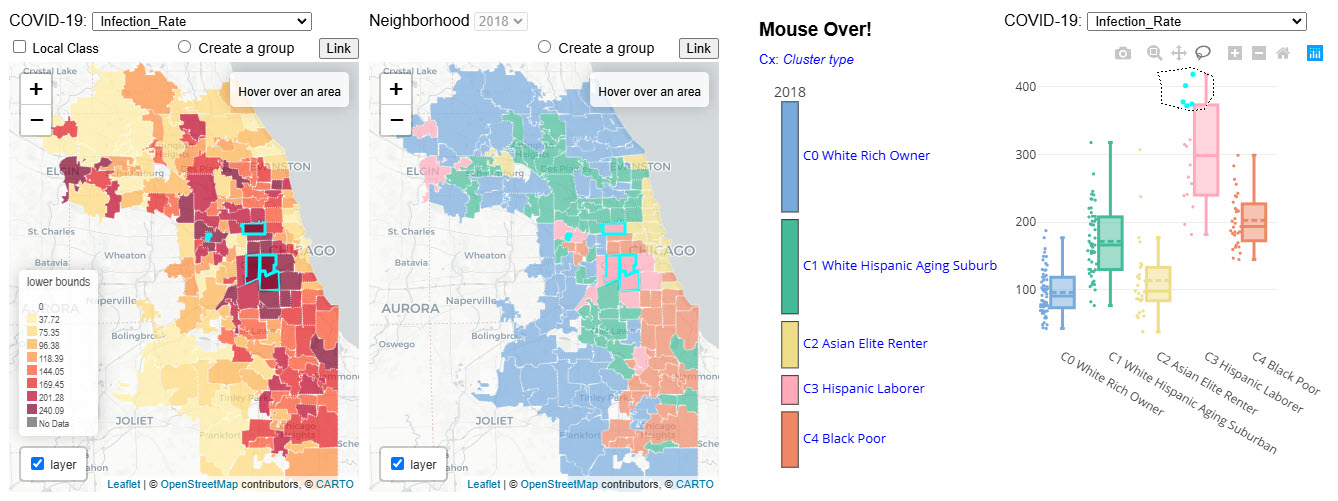 COVID-19: Infection_Rate
Local Class
Create a group
Link
+
−
Hover over an area
Crystal Lake
ELGIN
EVANSTON
St. Charles
Wheaton
CHICAGO
Batavia
Naperville
AURORA
JOLIET
lower bounds
0
37.72
75.35
96.38
118.39
144.05
169.45
201.28
240.09
No Data
layer
Leaflet | © OpenStreetMap contributors, © CARTO
Neighborhood 2018
Create a group
Link
+
−
Hover over an area
Crystal Lake
ELGIN
EVANSTON
St. Charles
Wheaton
CHICAGO
Batavia
Naperville
AURORA
Oswego
Bolingbro
Tinley Park
JOLIET
Frankfort
layer
Leaflet | © OpenStreetMap contributors, © CARTO
Mouse Over!
Cx: Cluster type
2018
C0 White Rich Owner
C1 White Hispanic Aging Suburb
C2 Asian Elite Renter
C3 Hispanic Laborer
C4 Black Poor
COVID-19: Infection_Rate
400
300
200
100
C0 White Rich Owner
C1 White Hispanic Aging Suburban
C2 Asian Elite Renter
C3 Hispanic Laborer
C4 Black Poor